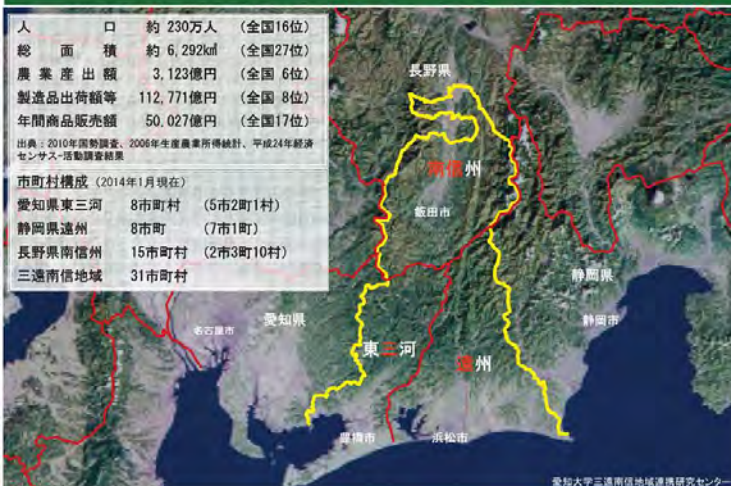 人口 約 230万人 (全国16位)
総面積 約 6,292㎢ (全国27位)
農業産出額 3,123億円 (全国 6位)
製造品出荷額等 112,771億円 (全国 8位)
年間商品販売額 50,027億円 (全国17位)
出典:2010年国勢調査、2006年生産農業所得統計、平成24年経済
センサス-活動調査結果
市町村構成(2014年1月現在)
愛知県東三河 8市町村 (5市2町1村)
静岡県遠州 8市町 (7市1町)
長野県南信州 15市町村 (2市3町10村)
三遠南信地域 31市町村
長野県
南信州
飯田市
静岡県
静岡市
愛知県
名古屋市
東三河
遠州
豊橋市
浜松市
愛知大学三遠南信地域連携研究センター